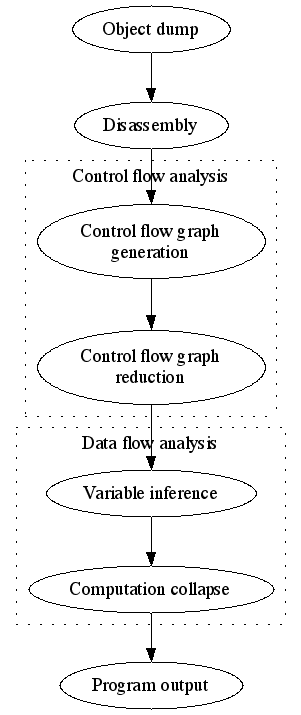 Object dump
Disassembly
Control flow analysis
Control flow graph
generation
Control flow graph
reduction
Data flow analysis
Variable inference
Computation collapse
Program output